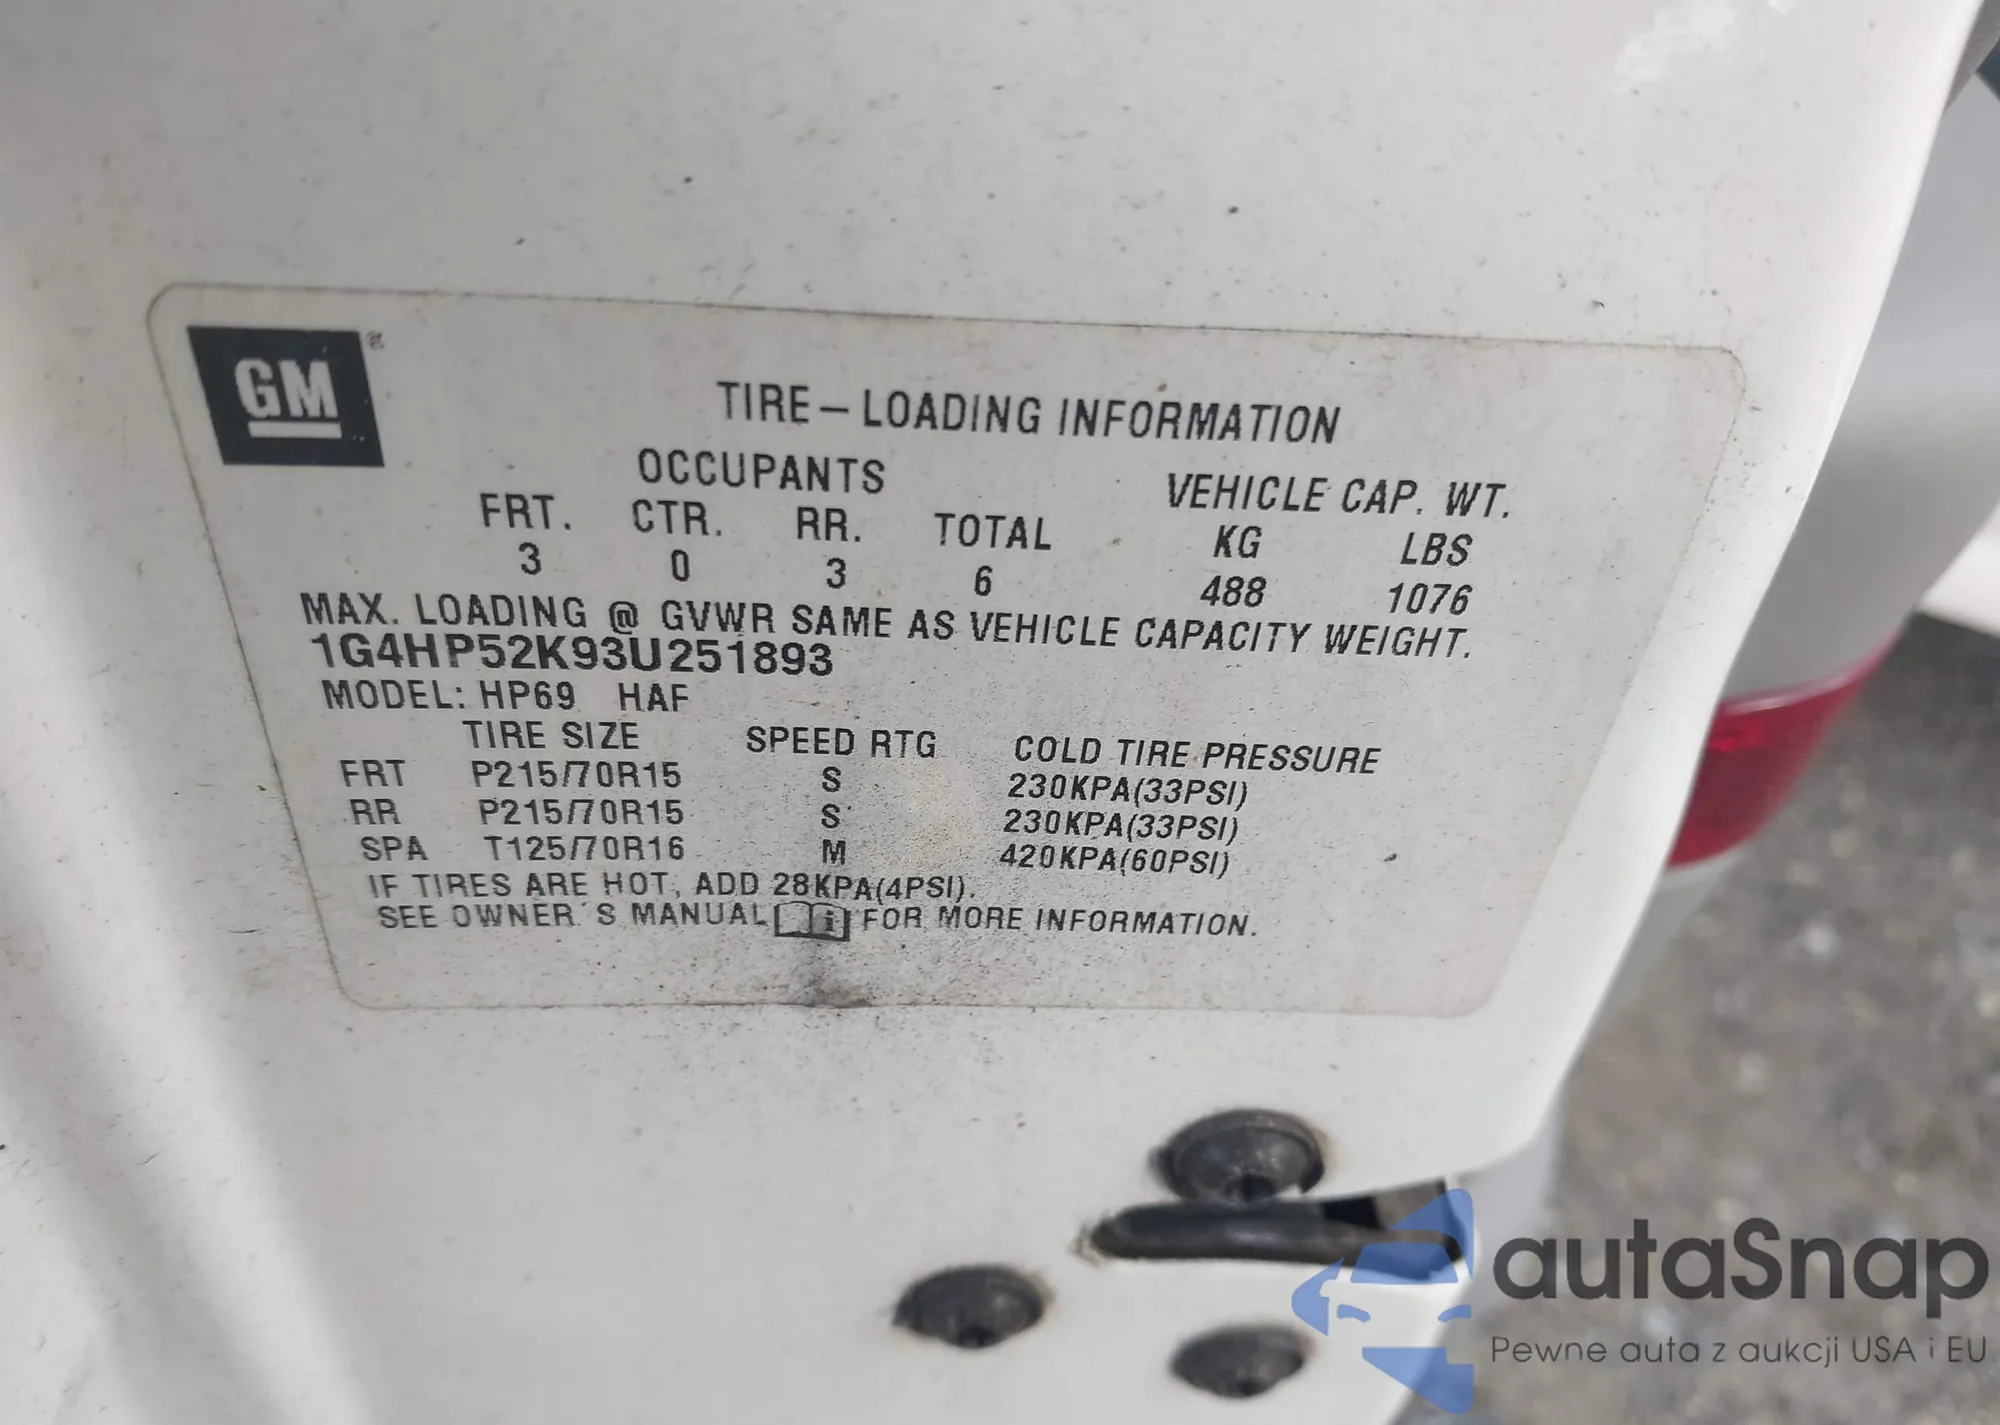 GM
TIRE – LOADING INFORMATION
OCCUPANTS VEHICLE CAP. WT.
FRT. CTR. RR. TOTAL KG LBS
3 0 3 6 488 1076
MAX. LOADING @ GVWR SAME AS VEHICLE CAPACITY WEIGHT.
1G4HP52K93U251893
MODEL: HP69 HAF
TIRE SIZE SPEED RTG COLD TIRE PRESSURE
FRT P215/70R15 S 230KPA(33PSI)
RR P215/70R15 S 230KPA(33PSI)
SPA T125/70R16 M 420KPA(60PSI)
IF TIRES ARE HOT, ADD 28KPA(4PSI).
SEE OWNER'S MANUAL i FOR MORE INFORMATION.
autaSnap
Pewne auta z aukcji USA i EU